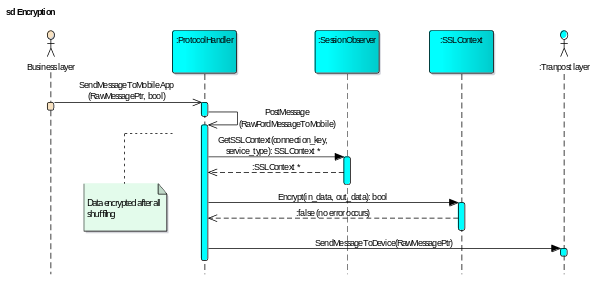 sd Encryption
:ProtocolHandler
:SessionObserver
:SSLContext
Business layer
:Tranpost layer
SendMessageToMobileApp
(RawMessagePtr, bool)
PostMessage
(RawFordMessageToMobile)
GetSSLContext(connection_key,
service_type): SSLContext *
:SSLContext *
Data encrypted after all
shuffling
Encrypt(in_data, out_data): bool
:false (no error occurs)
SendMessageToDevice(RawMessagePtr)